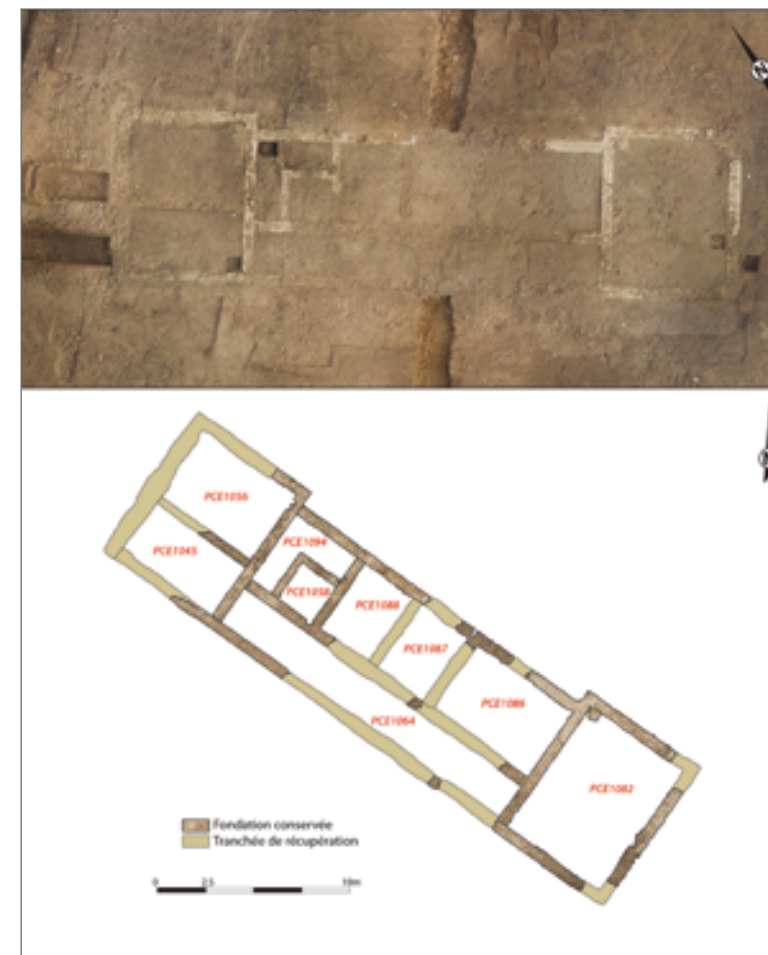 N
PCE1056
PCE1045
PCE1094
PCE1058
PCE1088
PCE1087
PCE1086
PCE1064
PCE1082
N
Fondation conservée
Tranchée de récupération
0 2.5 10m